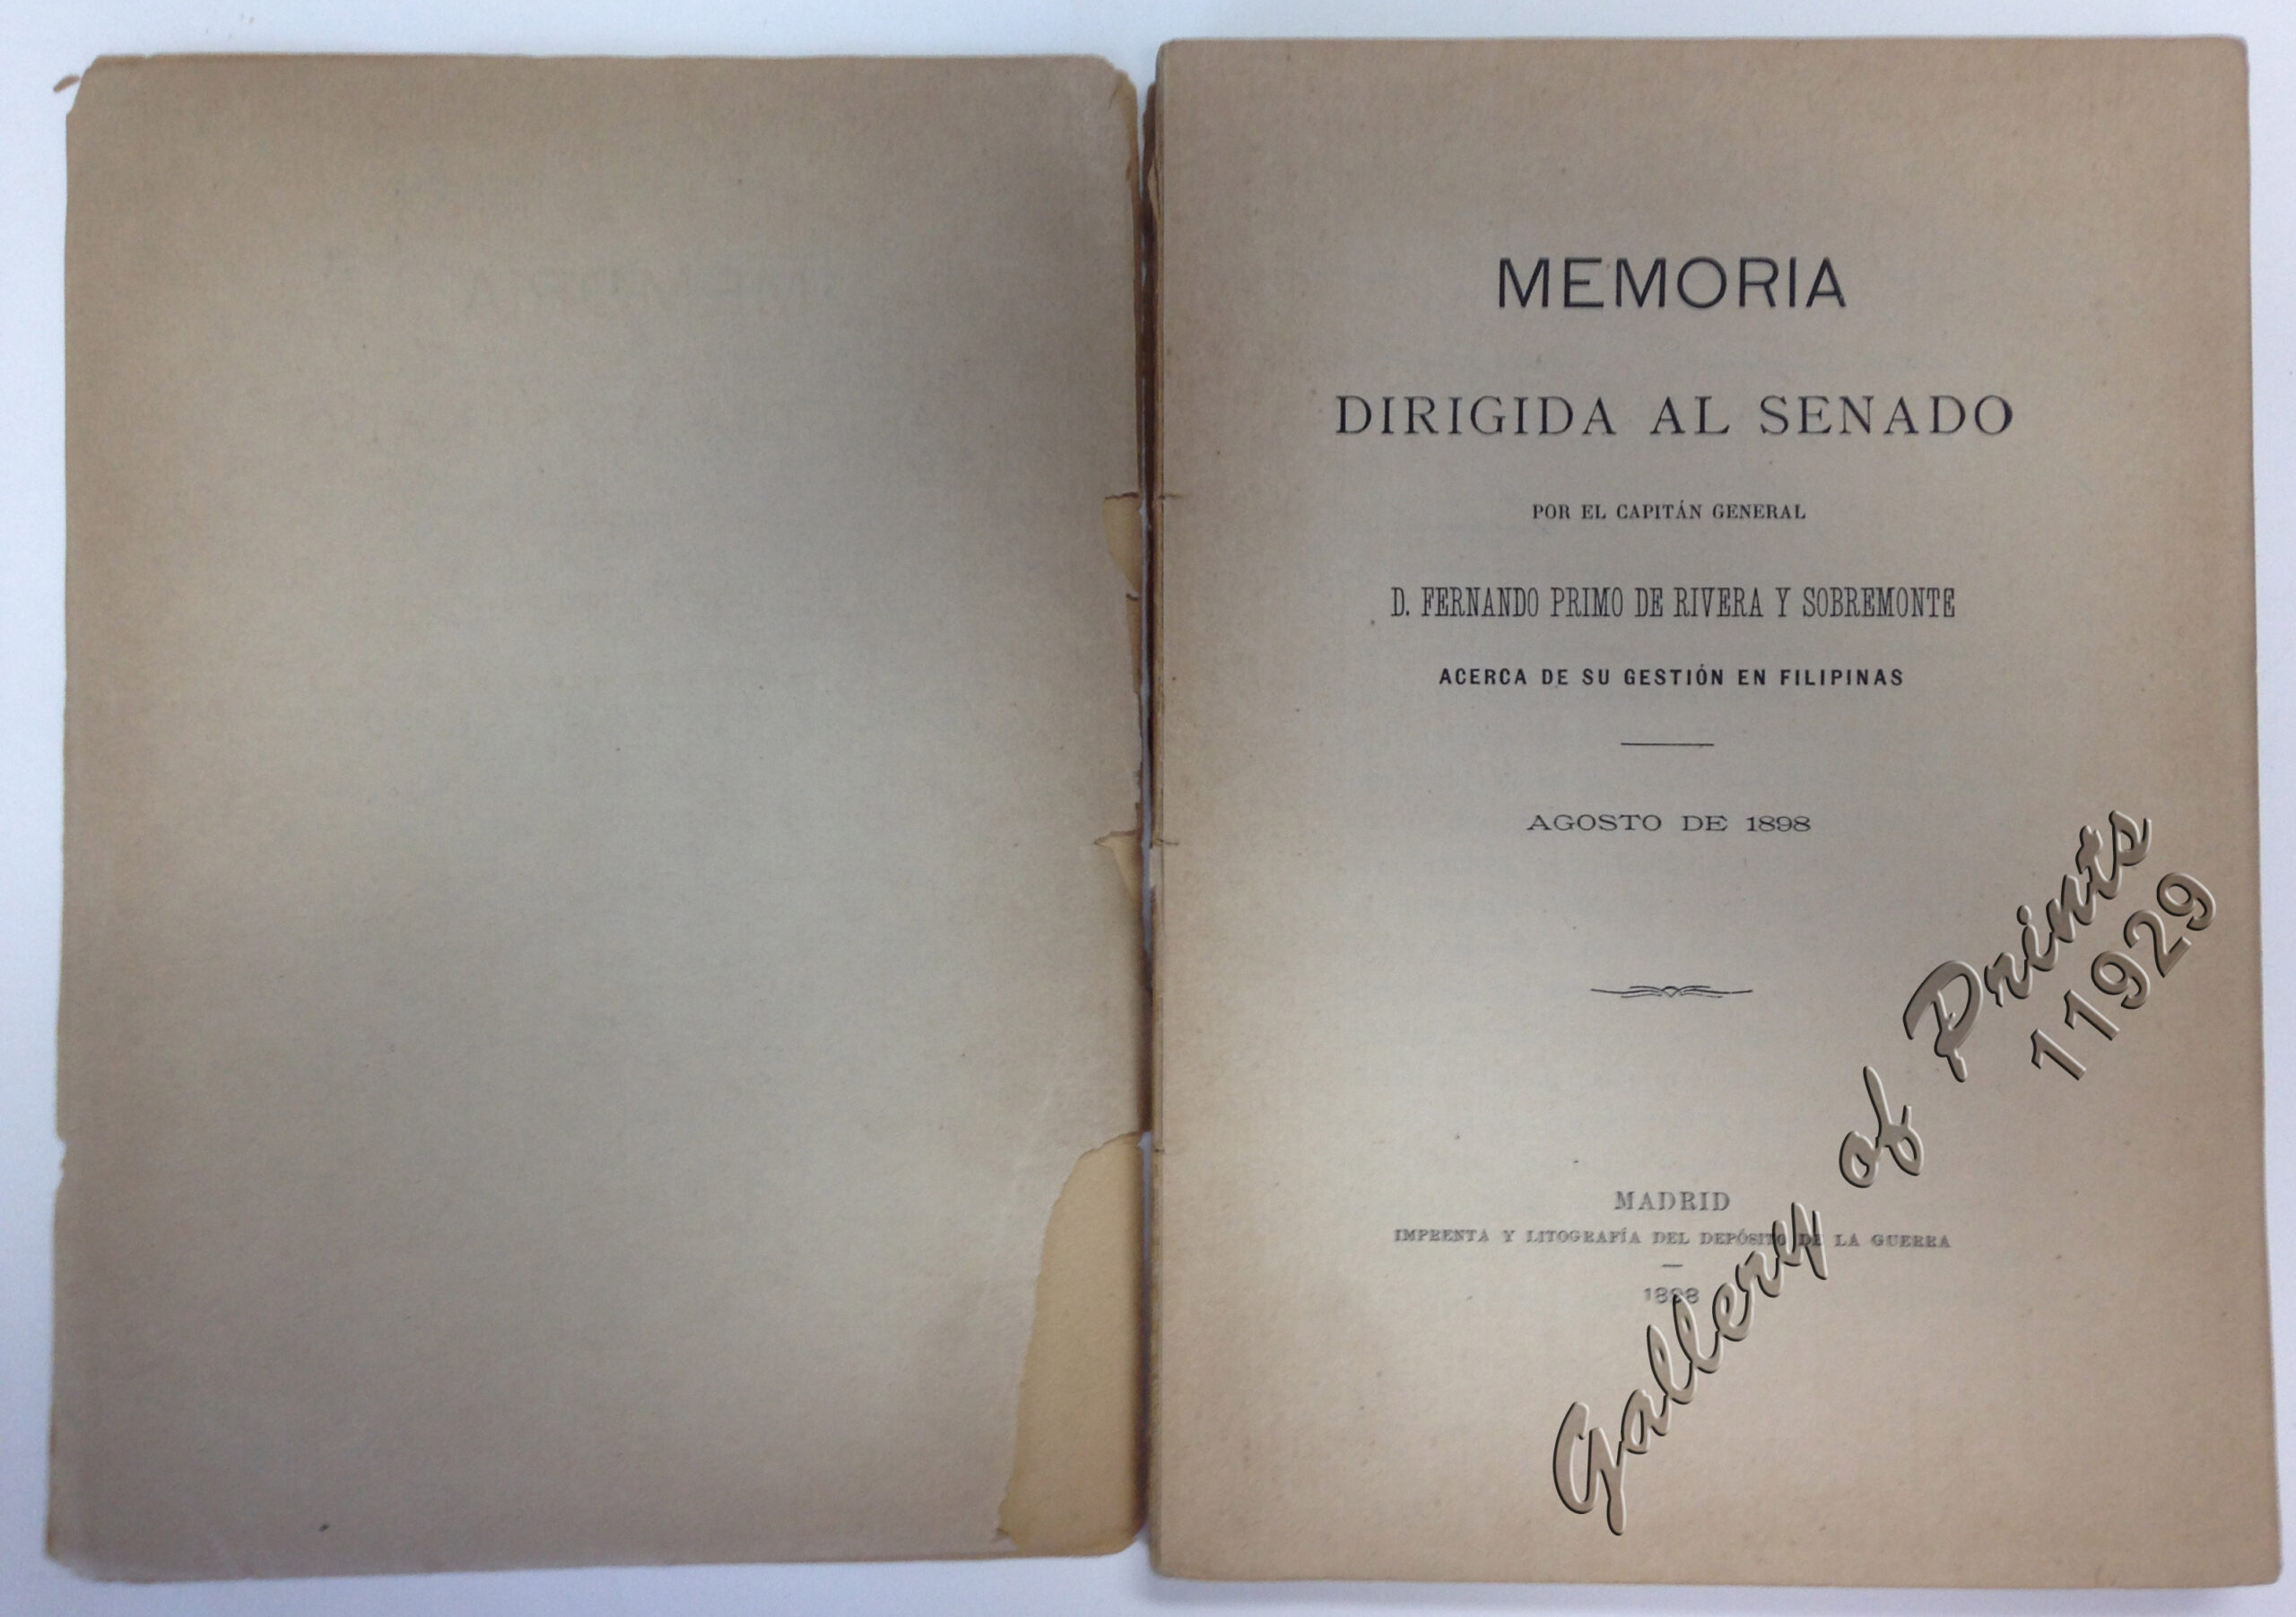 MEMORIA
DIRIGIDA AL SENADO
POR EL CAPITÁN GENERAL
D. FERNANDO PRIMO DE RIVERA Y SOBREMONTE
ACERCA DE SU GESTIÓN EN FILIPINAS
AGOSTO DE 1898
MADRID
IMPRENTA Y LITOGRAFÍA DEL DEPÓSITO DE LA GUERRA
1898
Gallery of Prints
11929